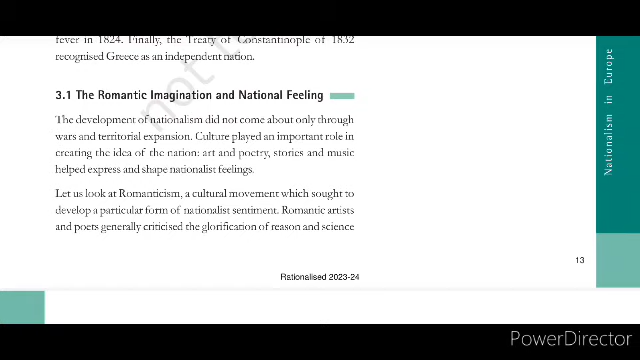 fever in 1824. Finally, the Treaty of Constantinople of 1832
recognised Greece as an independent nation.
3.1 The Romantic Imagination and National Feeling
The development of nationalism did not come about only through
wars and territorial expansion. Culture played an important role in
creating the idea of the nation: art and poetry, stories and music
helped express and shape nationalist feelings.
Let us look at Romanticism, a cultural movement which sought to
develop a particular form of nationalist sentiment. Romantic artists
and poets generally criticised the glorification of reason and science
Nationalism in Europe
13
Rationalised 2023-24
PowerDirector